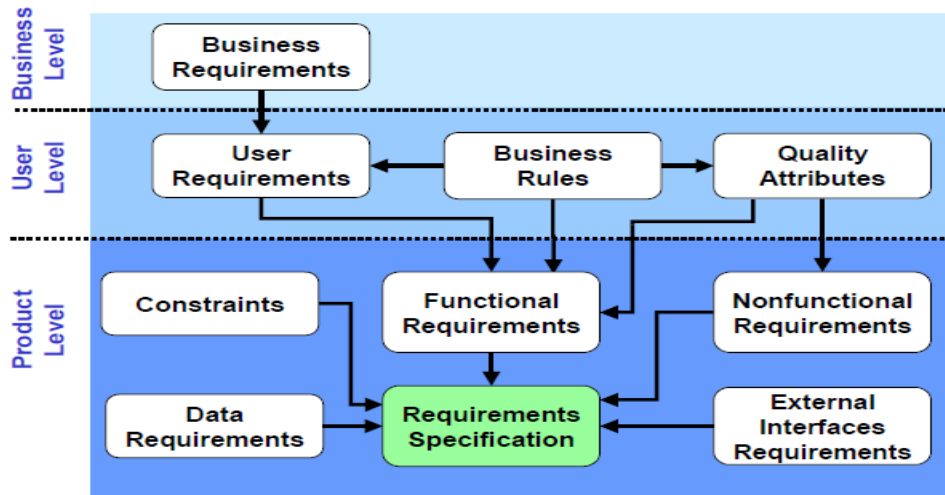 Business
Level
Business
Requirements
User
Level
User
Requirements
Business
Rules
Quality
Attributes
Product
Level
Constraints
Functional
Requirements
Nonfunctional
Requirements
Data
Requirements
Requirements
Specification
External
Interfaces
Requirements